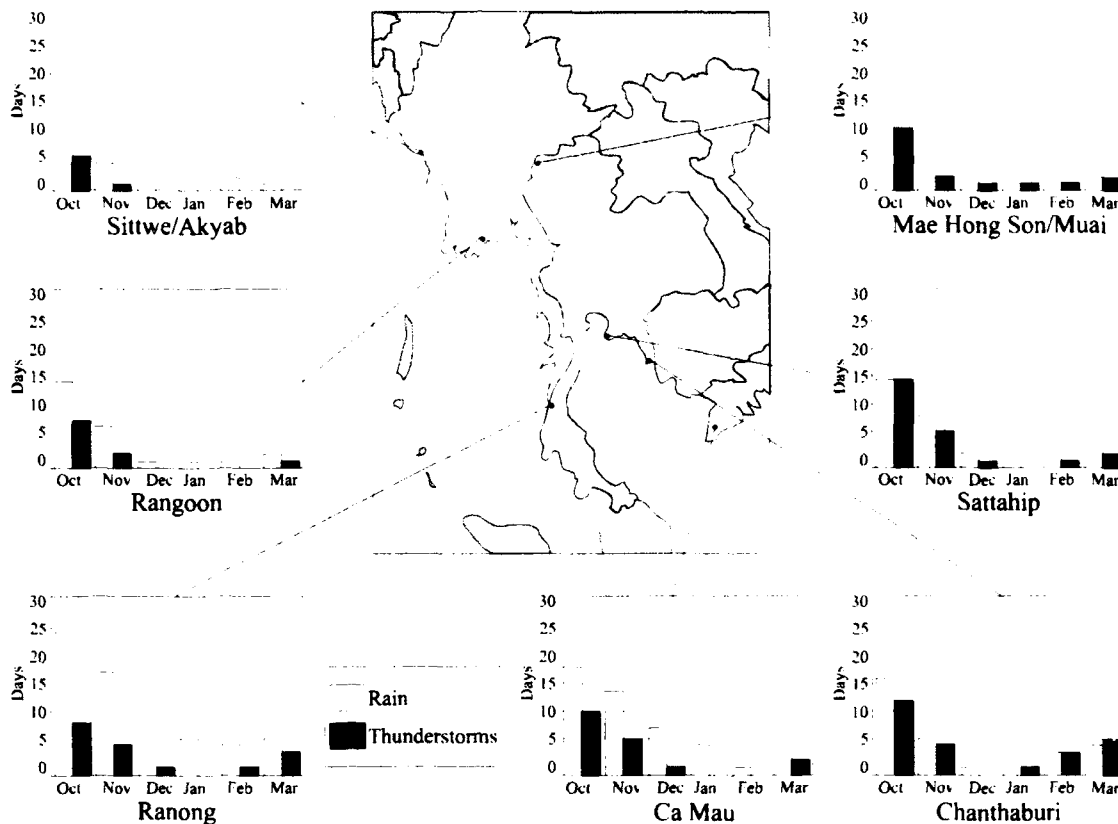 30
25
20
15
10
5
0
Days
Oct Nov Dec Jan Feb Mar
Sittwe/Akyab
30
25
20
15
10
5
0
Days
Oct Nov Dec Jan Feb Mar
Mae Hong Son/Muai
30
25
20
15
10
5
0
Days
Oct Nov Dec Jan Feb Mar
Rangoon
30
25
20
15
10
5
0
Days
Oct Nov Dec Jan Feb Mar
Sattahip
30
25
20
15
10
5
0
Days
Oct Nov Dec Jan Feb Mar
Ranong
Rain
Thunderstorms
30
25
20
15
10
5
0
Days
Oct Nov Dec Jan Feb Mar
Ca Mau
30
25
20
15
10
5
0
Days
Oct Nov Dec Jan Feb Mar
Chanthaburi